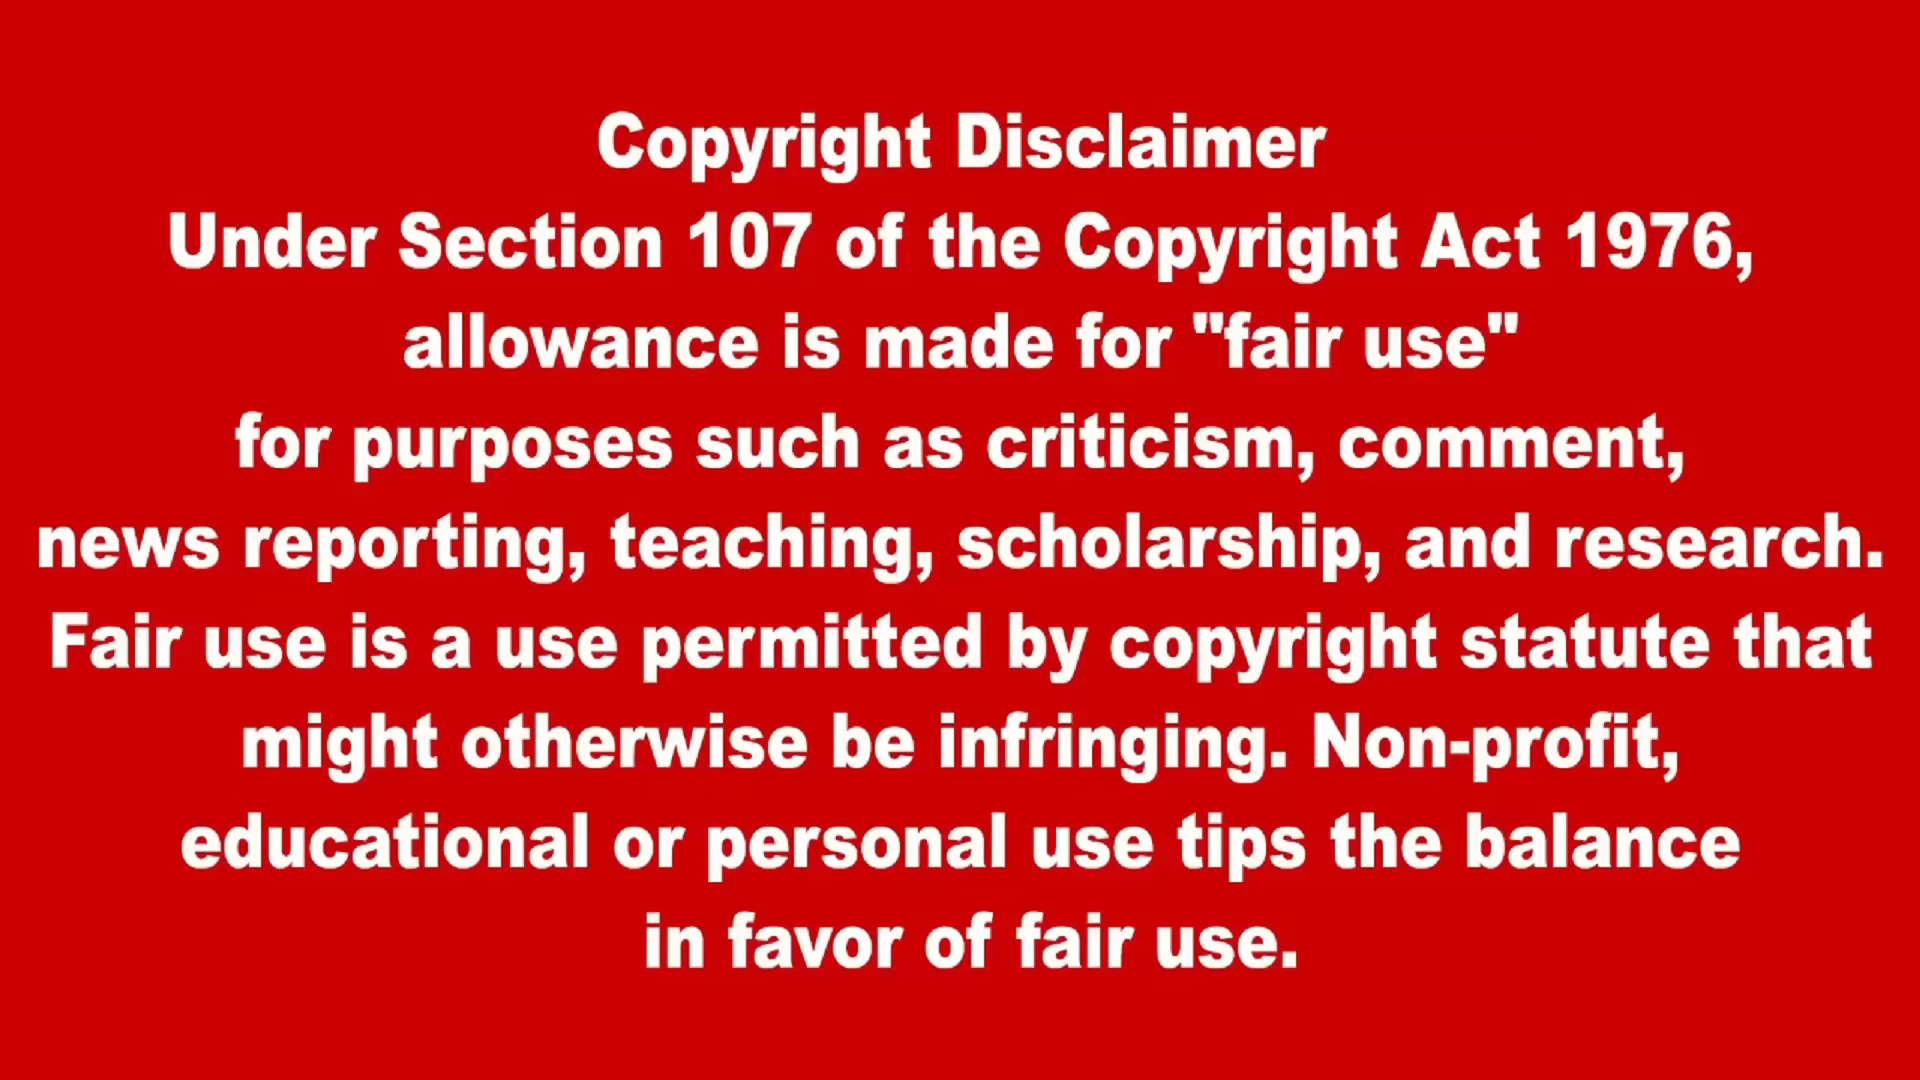 Copyright Disclaimer
Under Section 107 of the Copyright Act 1976,
allowance is made for "fair use"
for purposes such as criticism, comment,
news reporting, teaching, scholarship, and research.
Fair use is a use permitted by copyright statute that
might otherwise be infringing. Non-profit,
educational or personal use tips the balance
in favor of fair use.